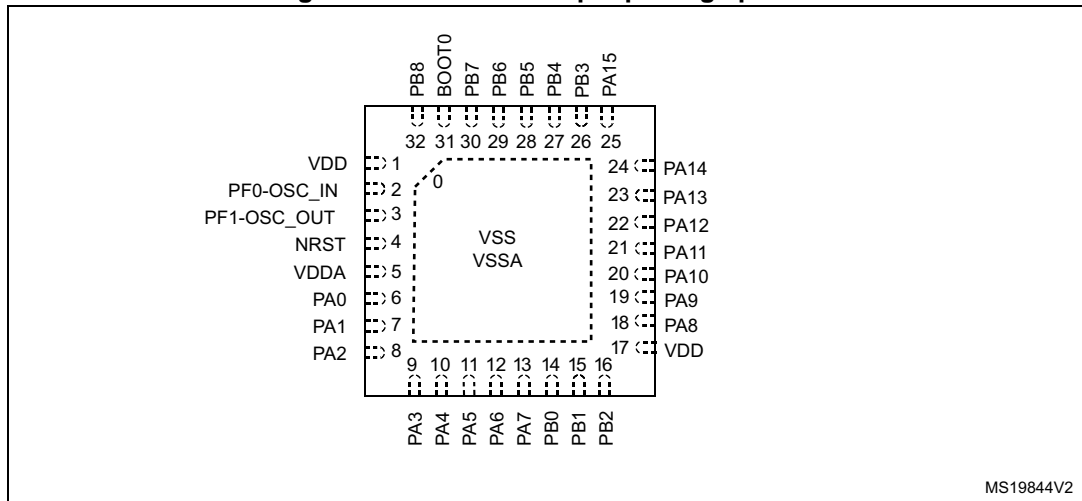 PB8
BOOT0
PB7
PB6
PB5
PB4
PB3
PA15
32 31 30 29 28 27 26 25
VDD 1
PF0-OSC_IN 2
PF1-OSC_OUT 3
NRST 4
VDDA 5
PA0 6
PA1 7
PA2 8
0
VSS
VSSA
24 PA14
23 PA13
22 PA12
21 PA11
20 PA10
19 PA9
18 PA8
17 VDD
9 10 11 12 13 14 15 16
PA3
PA4
PA5
PA6
PA7
PB0
PB1
PB2
MS19844V2